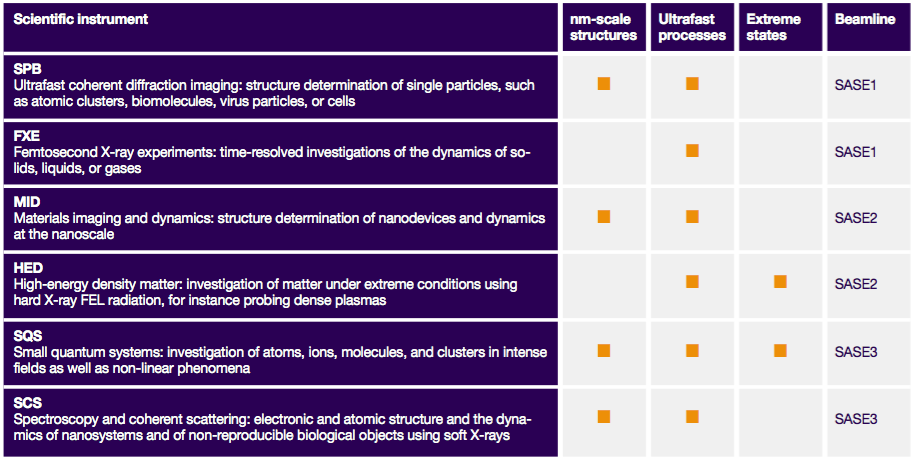 Scientific instrument
nm-scale structures
Ultrafast processes
Extreme states
Beamline
SPB
Ultrafast coherent diffraction imaging: structure determination of single particles, such
as atomic clusters, biomolecules, virus particles, or cells
SASE1
FXE
Femtosecond X-ray experiments: time-resolved investigations of the dynamics of so-
lids, liquids, or gases
SASE1
MID
Materials imaging and dynamics: structure determination of nanodevices and dynamics
at the nanoscale
SASE2
HED
High-energy density matter: investigation of matter under extreme conditions using
hard X-ray FEL radiation, for instance probing dense plasmas
SASE2
SQS
Small quantum systems: investigation of atoms, ions, molecules, and clusters in intense
fields as well as non-linear phenomena
SASE3
SCS
Spectroscopy and coherent scattering: electronic and atomic structure and the dyna-
mics of nanosystems and of non-reproducible biological objects using soft X-rays
SASE3